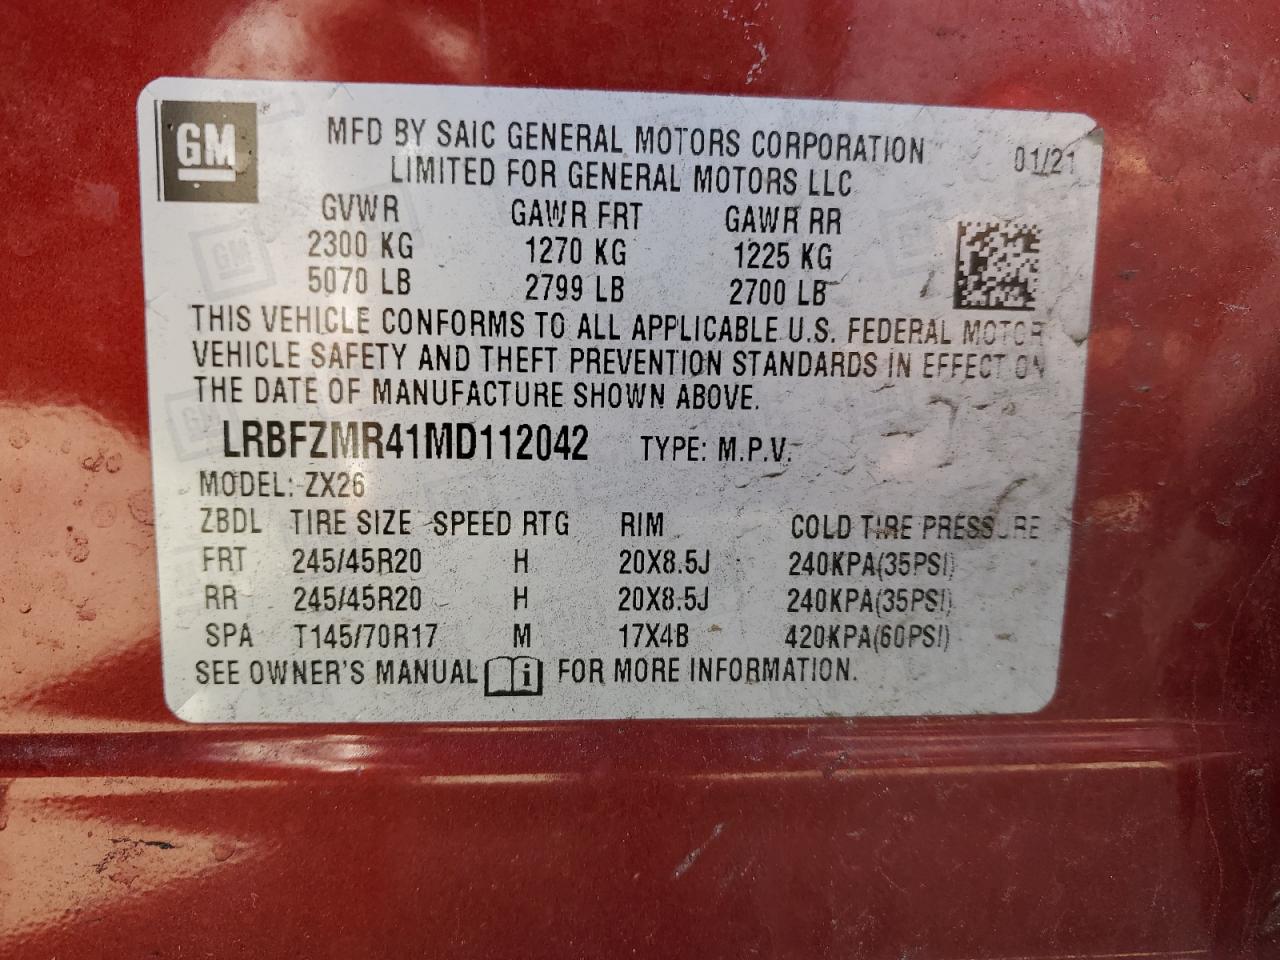 GM
MFD BY SAIC GENERAL MOTORS CORPORATION
LIMITED FOR GENERAL MOTORS LLC
01/21
GVWR GAWR FRT GAWR RR
2300 KG 1270 KG 1225 KG
5070 LB 2799 LB 2700 LB
THIS VEHICLE CONFORMS TO ALL APPLICABLE U.S. FEDERAL MOTOR
VEHICLE SAFETY AND THEFT PREVENTION STANDARDS IN EFFECT ON
THE DATE OF MANUFACTURE SHOWN ABOVE.
LRBFZMR41MD112042 TYPE: M.P.V.
MODEL: ZX26
ZBDL TIRE SIZE SPEED RTG RIM COLD TIRE PRESSURE
FRT 245/45R20 H 20X8.5J 240KPA(35PSI)
RR 245/45R20 H 20X8.5J 240KPA(35PSI)
SPA T145/70R17 M 17X4B 420KPA(60PSI)
SEE OWNER'S MANUAL i FOR MORE INFORMATION.